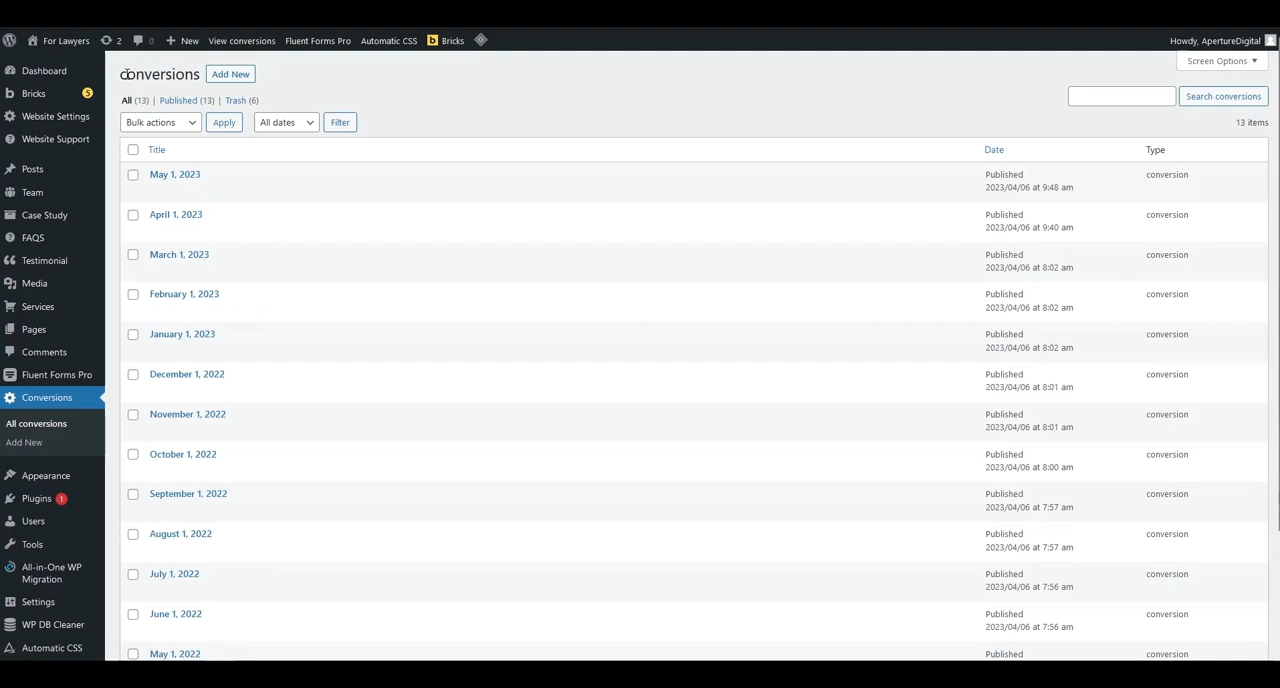 For Lawyers 2 0 New View conversions Fluent Forms Pro Automatic CSS Bricks Howdy, ApertureDigital
Screen Options
Dashboard
Bricks 5
Website Settings
Website Support
Posts
Team
Case Study
FAQS
Testimonial
Media
Services
Pages
Comments
Fluent Forms Pro
Conversions
All conversions
Add New
Appearance
Plugins 1
Users
Tools
All-in-One WP
Migration
Settings
WP DB Cleaner
Automatic CSS
conversions Add New
All (13) | Published (13) | Trash (6)
Search conversions
Bulk actions Apply All dates Filter 13 items
Title Date Type
May 1, 2023 Published conversion
2023/04/06 at 9:48 am
April 1, 2023 Published conversion
2023/04/06 at 9:40 am
March 1, 2023 Published conversion
2023/04/06 at 8:02 am
February 1, 2023 Published conversion
2023/04/06 at 8:02 am
January 1, 2023 Published conversion
2023/04/06 at 8:02 am
December 1, 2022 Published conversion
2023/04/06 at 8:01 am
November 1, 2022 Published conversion
2023/04/06 at 8:01 am
October 1, 2022 Published conversion
2023/04/06 at 8:00 am
September 1, 2022 Published conversion
2023/04/06 at 7:57 am
August 1, 2022 Published conversion
2023/04/06 at 7:57 am
July 1, 2022 Published conversion
2023/04/06 at 7:56 am
June 1, 2022 Published conversion
2023/04/06 at 7:56 am
May 1, 2022 Published conversion